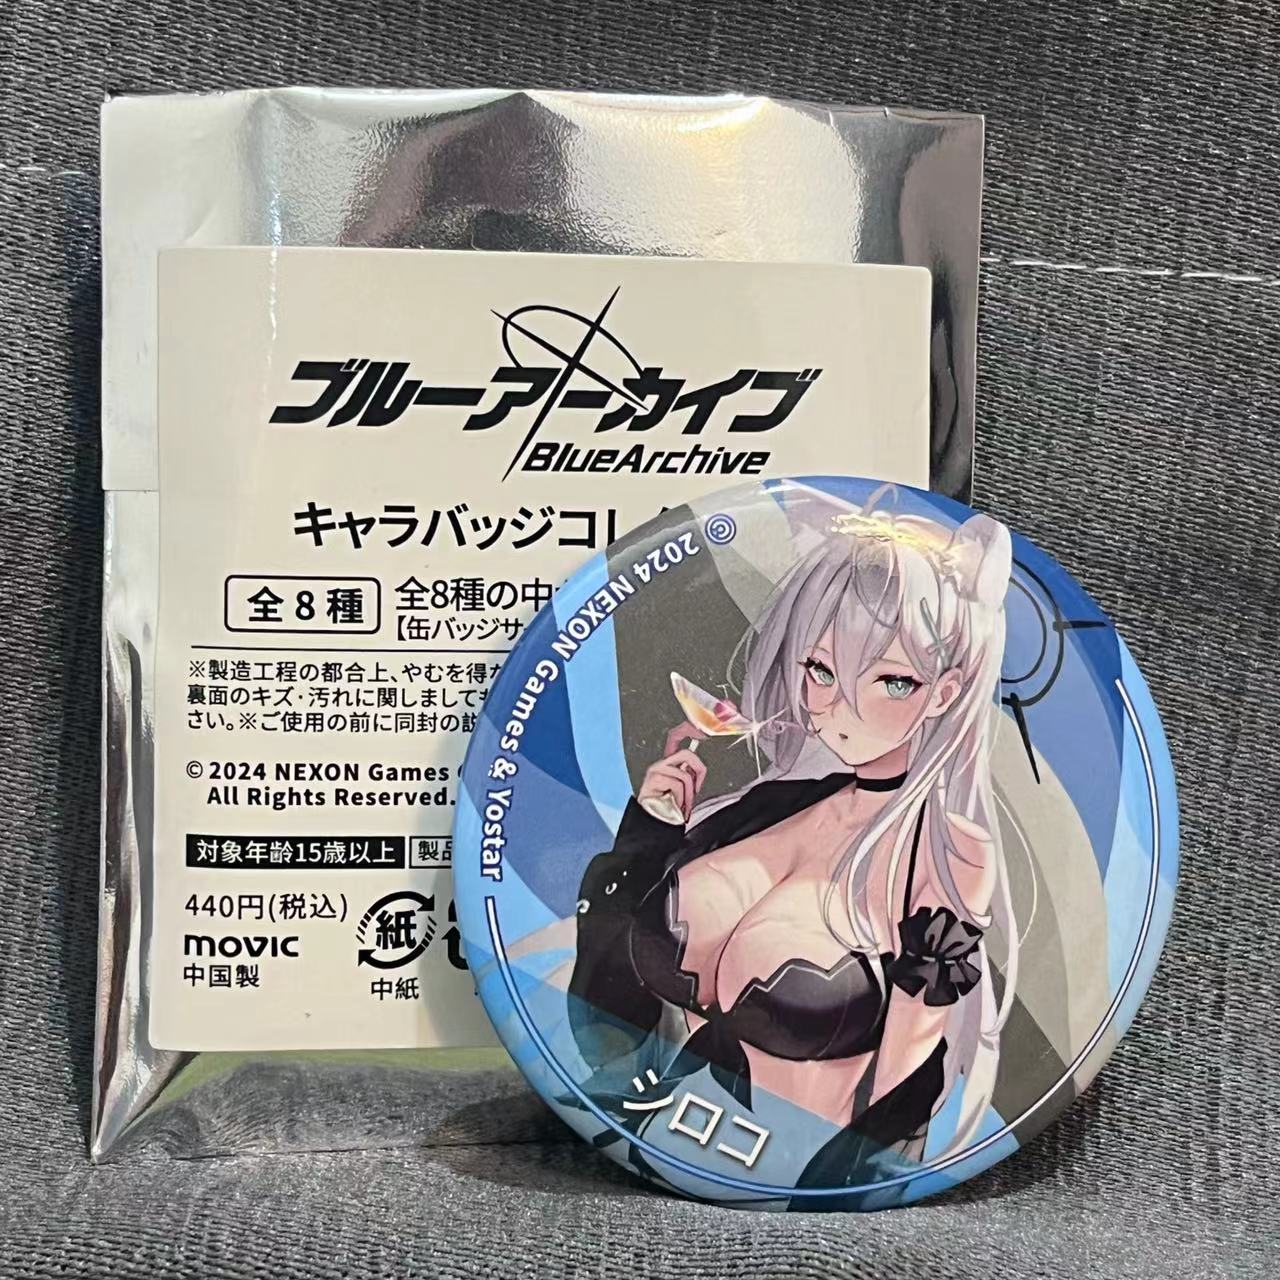 ブルーアーカイブ
BlueArchive
キャラバッジコレ
全8種
全8種の中
【缶バッジサ
※製造工程の都合上、やむを得
裏面のキズ・汚れに関しましても
さい。※ご使用の前に同封の説
© 2024 NEXON Games
All Rights Reserved.
対象年齢15歳以上
製品
440円(税込)
movic
中国製
紙
中紙
© 2024 NEXON Games & Yostar
シロコ